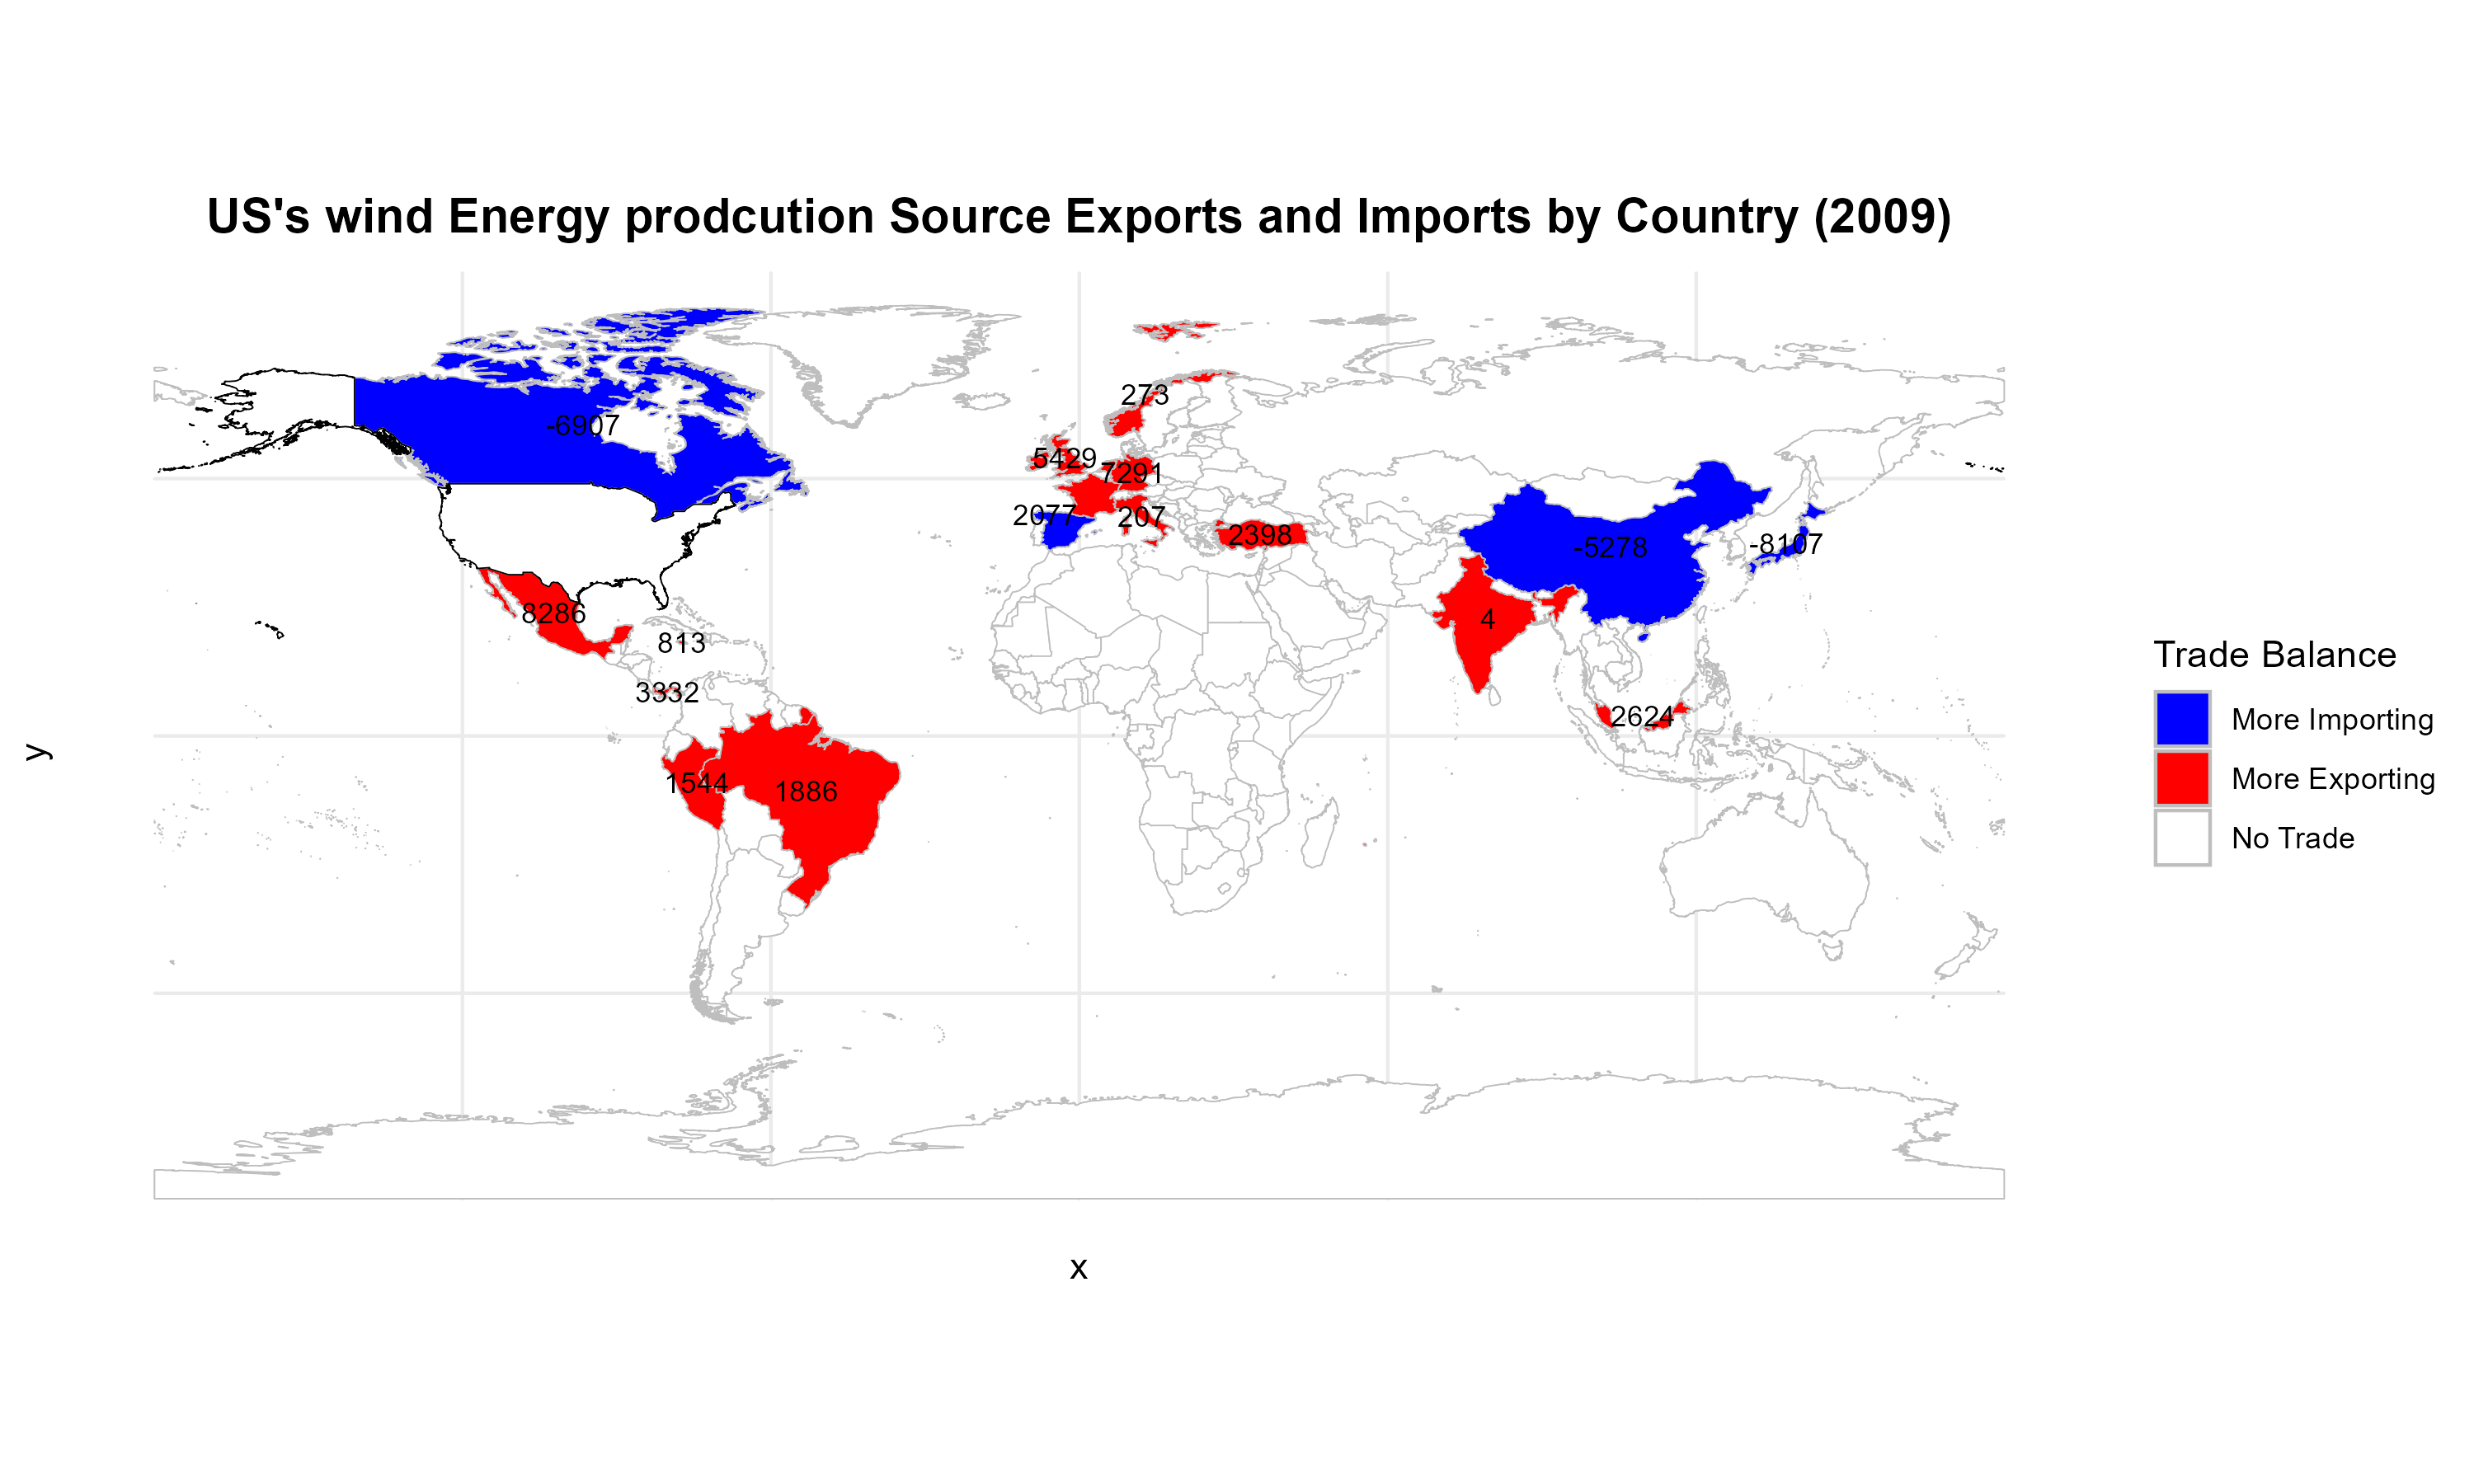 US's wind Energy prodcution Source Exports and Imports by Country (2009)
273
-6907
5429
7291
2077
207
2398
-5278
-8107
8286
4
813
3332
2624
1544
1886
y
x
Trade Balance
More Importing
More Exporting
No Trade